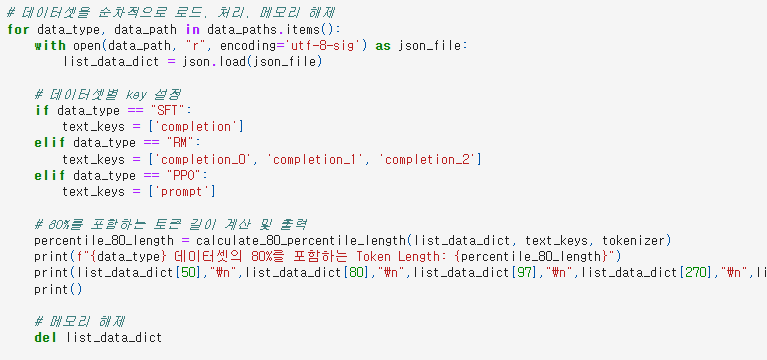 # 데이터셋을 순차적으로 로드, 처리, 메모리 해제
for data_type, data_path in data_paths.items():
    with open(data_path, "r", encoding='utf-8-sig') as json_file:
        list_data_dict = json.load(json_file)

    # 데이터셋별 key 설정
    if data_type == "SFT":
        text_keys = ['completion']
    elif data_type == "RM":
        text_keys = ['completion_0', 'completion_1', 'completion_2']
    elif data_type == "PPO":
        text_keys = ['prompt']

    # 80%를 포함하는 토큰 길이 계산 및 출력
    percentile_80_length = calculate_80_percentile_length(list_data_dict, text_keys, tokenizer)
    print(f"{data_type} 데이터셋의 80%를 포함하는 Token Length: {percentile_80_length}")
    print(list_data_dict[50],"₩n",list_data_dict[80],"₩n",list_data_dict[97],"₩n",list_data_dict[270],"₩n",li
    print()

    # 메모리 해제
    del list_data_dict